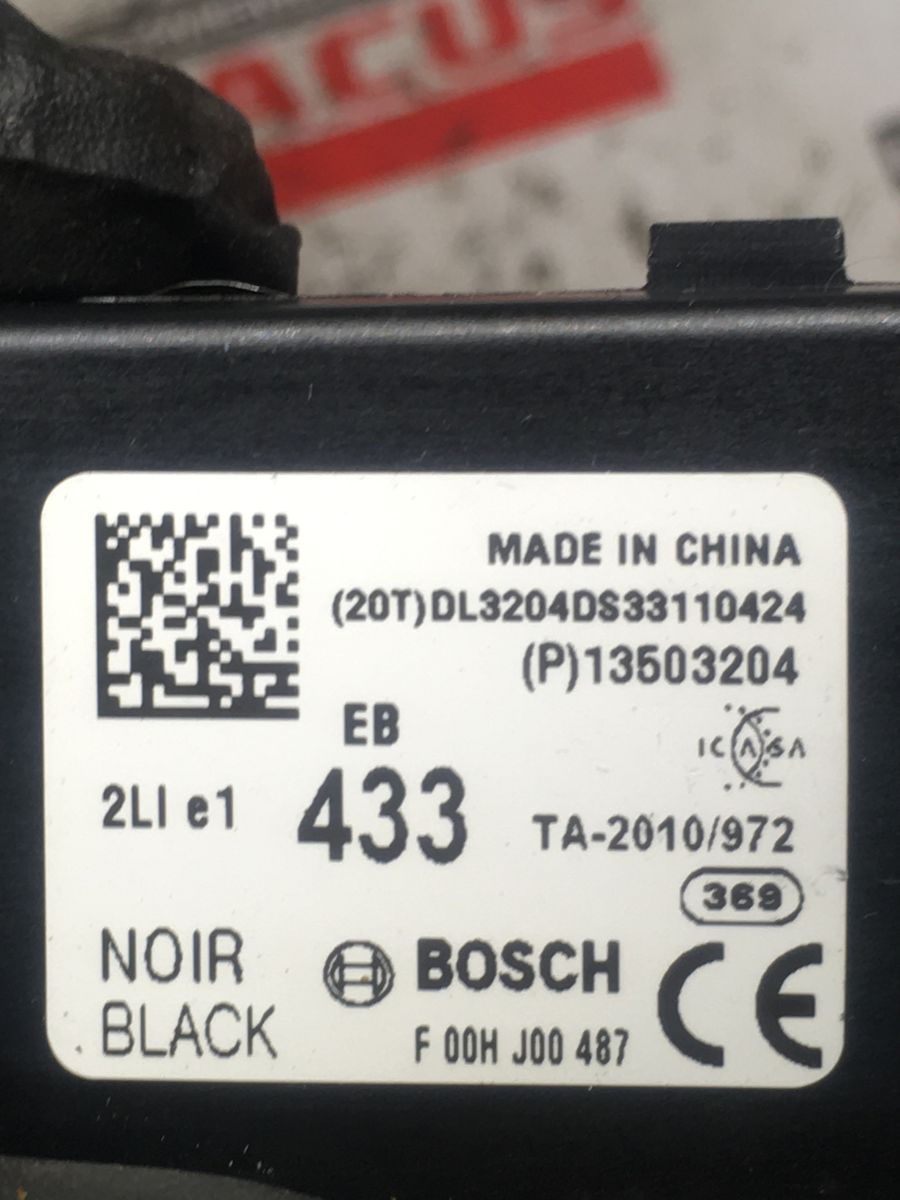 ACUS
MADE IN CHINA
(20T)DL3204DS33110424
(P)13503204
EB
ICASA
2LI e1
433
TA-2010/972
369
NOIR
BLACK
BOSCH
F 00H J00 487
CE